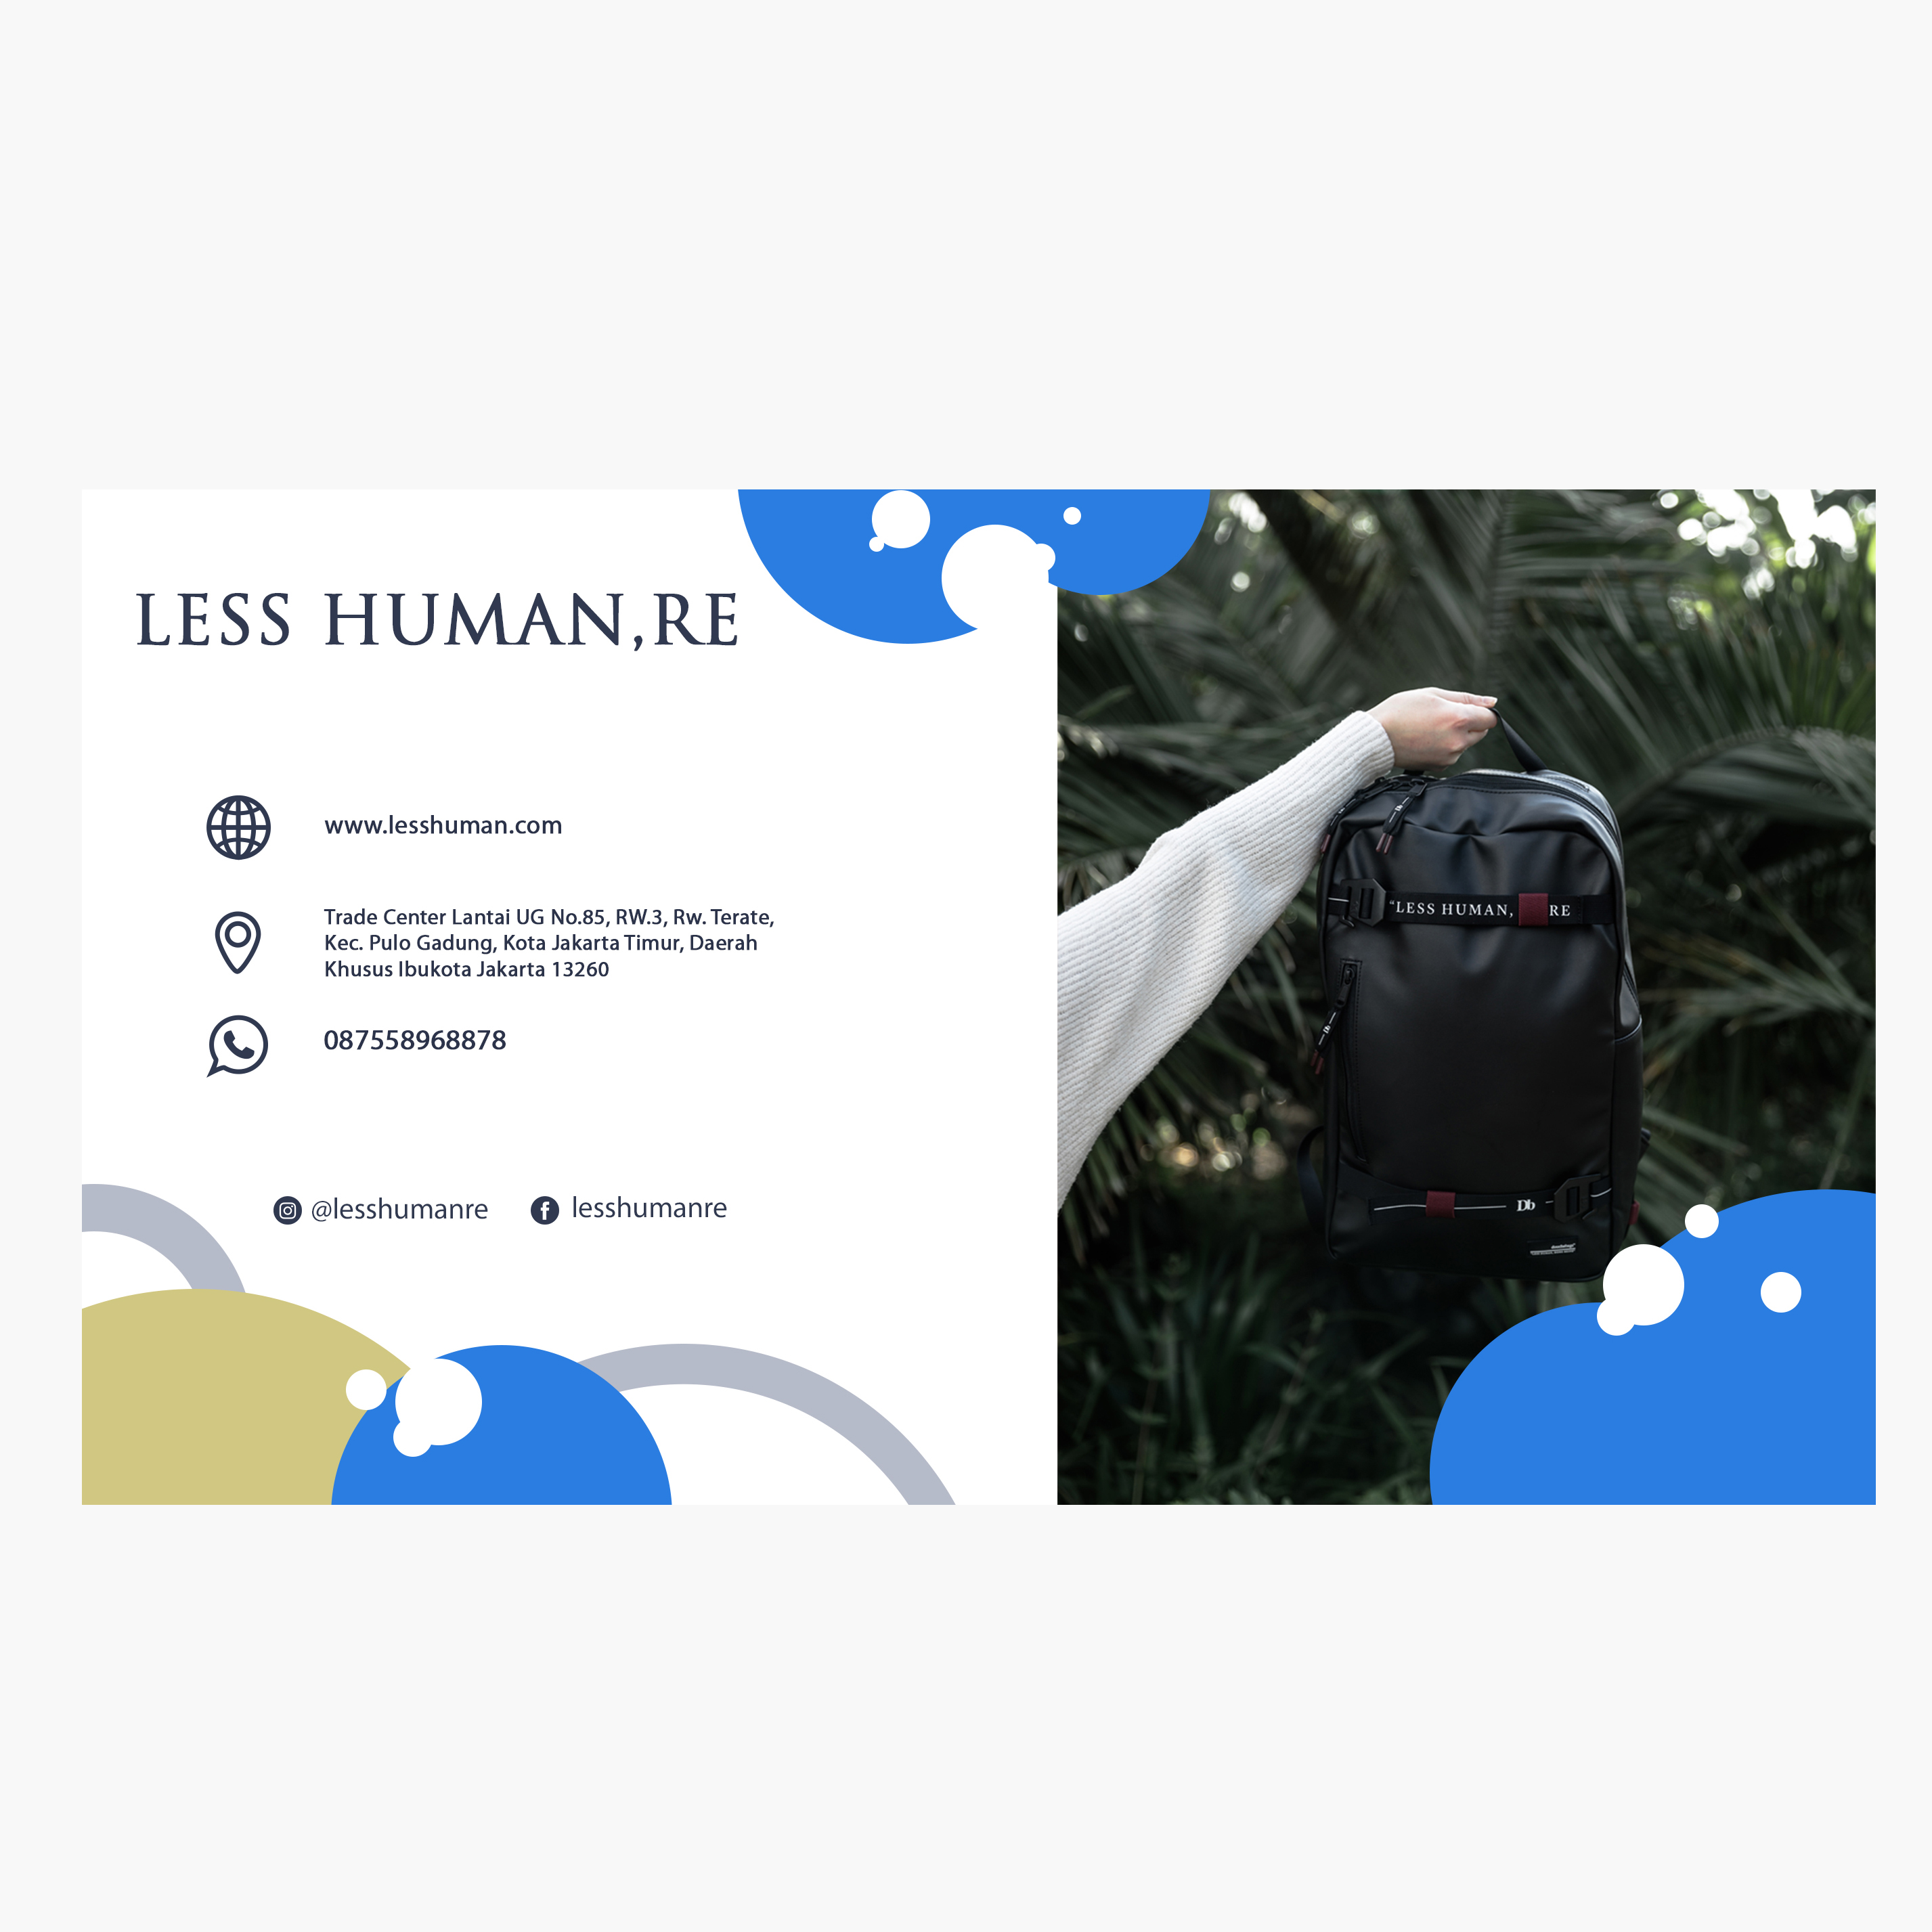 LESS HUMAN,RE
www.lesshuman.com
Trade Center Lantai UG No.85, RW.3, Rw. Terate,
Kec. Pulo Gadung, Kota Jakarta Timur, Daerah
Khusus Ibukota Jakarta 13260
087558968878
@lesshumanre lesshumanre
“LESS HUMAN, RE
Db